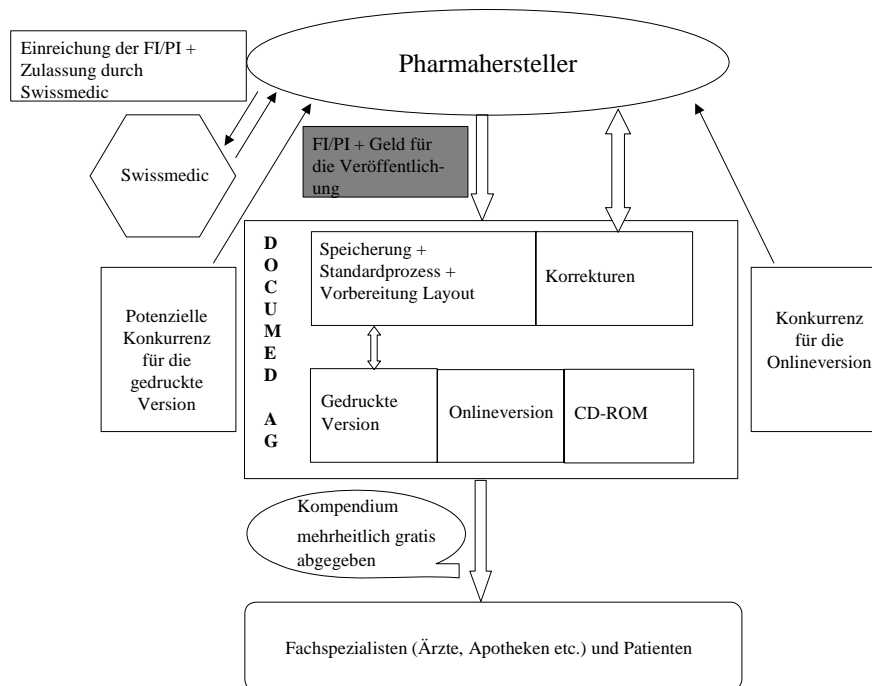 Einreichung der FI/PI +
Zulassung durch
Swissmedic
Pharmahersteller
Swissmedic
FI/PI + Geld für
die Veröffentlich-
ung
D
O
C
U
M
E
D
A
G
Speicherung +
Standardprozess +
Vorbereitung Layout
Korrekturen
Potenzielle
Konkurrenz
für die
gedruckte
Version
Konkurrenz
für die
Onlineversion
Gedruckte
Version
Onlineversion
CD-ROM
Kompendium
mehrheitlich gratis
abgegeben
Fachspezialisten (Ärzte, Apotheken etc.) und Patienten